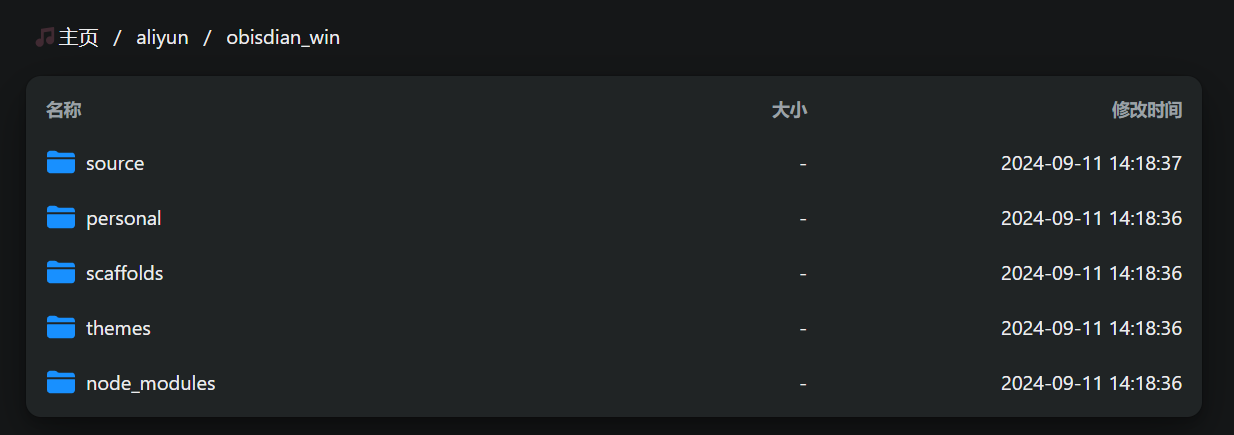 主页 / aliyun / obisdian_win
名称 大小 修改时间
source - 2024-09-11 14:18:37
personal - 2024-09-11 14:18:36
scaffolds - 2024-09-11 14:18:36
themes - 2024-09-11 14:18:36
node_modules - 2024-09-11 14:18:36